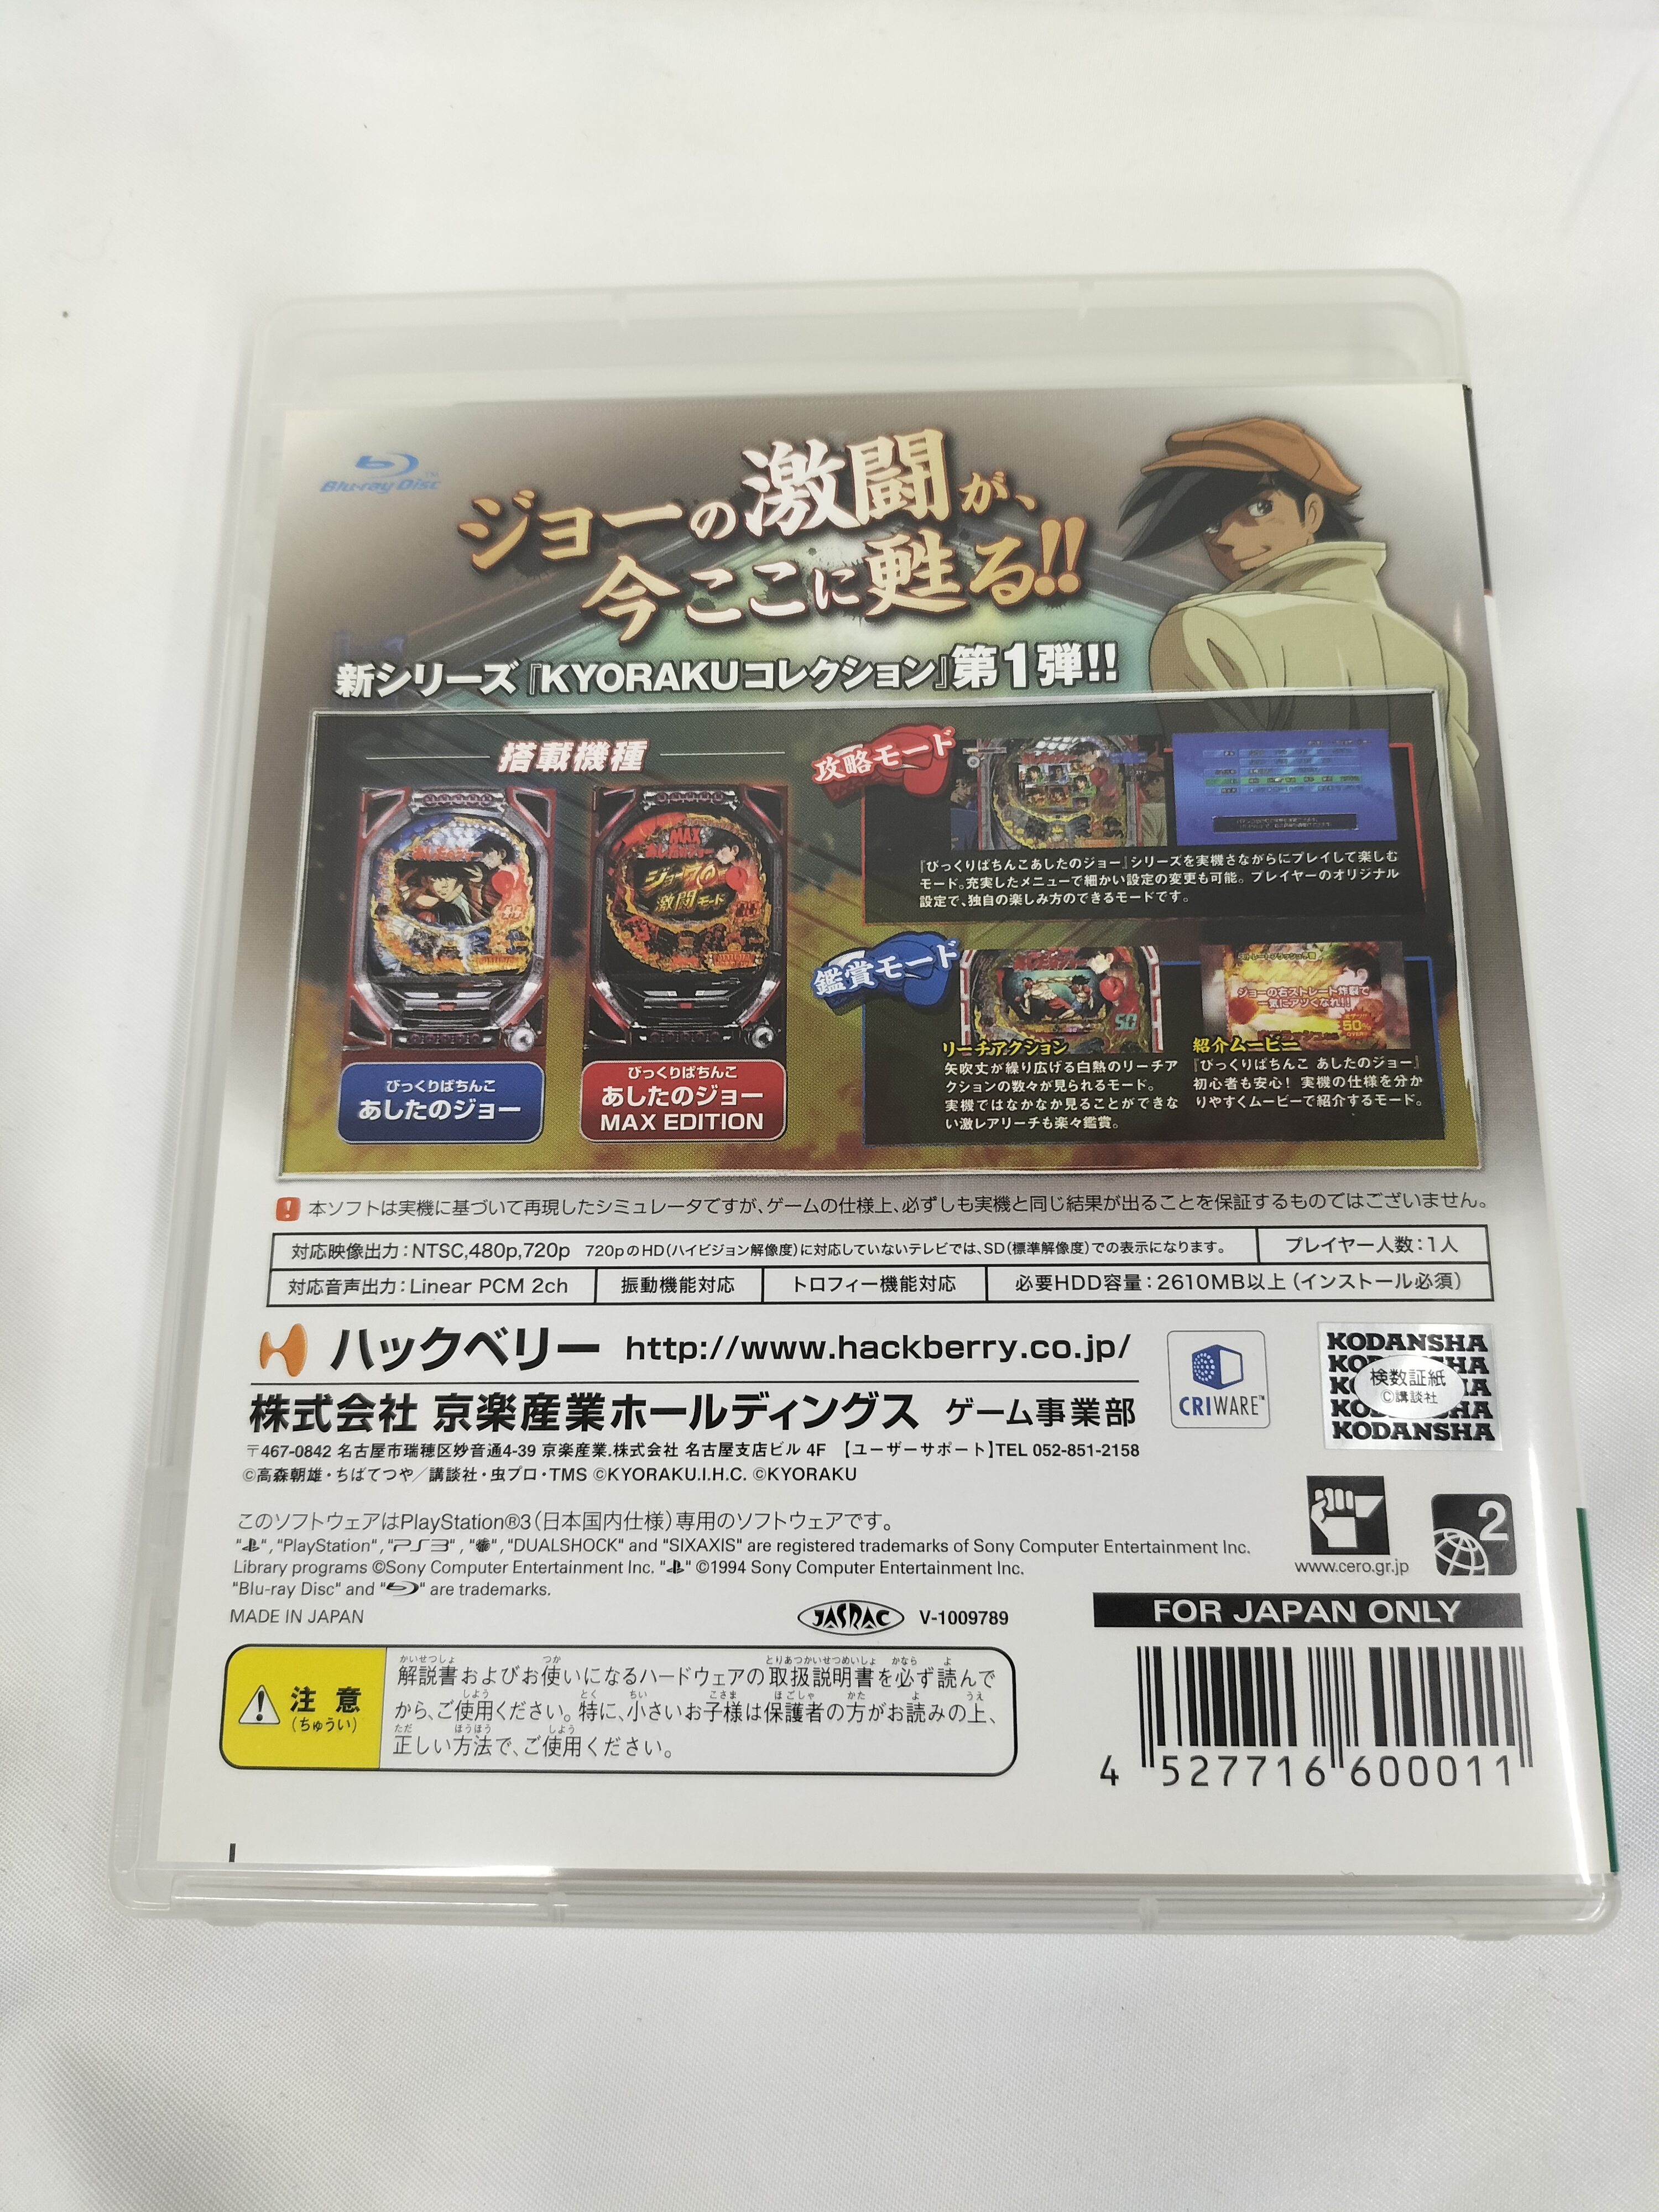 Blu-ray Disc™
ジョーの激闘が、
今ここに甦る!!
新シリーズ『KYORAKUコレクション』第1弾!!
搭載機種
びっくりぱちんこ
あしたのジョー
びっくりぱちんこ
あしたのジョー
MAX EDITION
MAX
ジョーの
激闘モード
攻略モード
『びっくりぱちんこあしたのジョー』シリーズを実機さながらにプレイして楽しむ
モード。充実したメニューで細かい設定の変更も可能。プレイヤーのオリジナル
設定で、独自の楽しみ方のできるモードです。
鑑賞モード
50
リーチアクション
矢吹丈が繰り広げる白熱のリーチア
クションの数々が見られるモード。
実機ではなかなか見ることができな
い激レアリーチも楽々鑑賞。
ジョーの右ストレート炸裂で
一気にアツくなれ!!
50%
紹介ムービー
『びっくりぱちんこ あしたのジョー』
初心者も安心! 実機の仕様を分か
りやすくムービーで紹介するモード。
本ソフトは実機に基づいて再現したシミュレータですが、ゲームの仕様上、必ずしも実機と同じ結果が出ることを保証するものではございません。
対応映像出力：NTSC,480p,720p 720pのHD(ハイビジョン解像度)に対応していないテレビでは、SD(標準解像度)での表示になります。
プレイヤー人数：1人
対応音声出力：Linear PCM 2ch
振動機能対応
トロフィー機能対応
必要HDD容量：2610MB以上(インストール必須)
ハックベリー http://www.hackberry.co.jp/
株式会社 京楽産業ホールディングス ゲーム事業部
〒467-0842 名古屋市瑞穂区妙音通4-39 京楽産業.株式会社 名古屋支店ビル 4F 【ユーザーサポート】TEL 052-851-2158
©高森朝雄・ちばてつや／講談社・虫プロ・TMS ©KYORAKU.I.H.C. ©KYORAKU
CRIWARE™
KODANSHA
検数証紙
©講談社
KODANSHA
このソフトウェアはPlayStation®3(日本国内仕様)専用のソフトウェアです。
"", "PlayStation", "PS3", "", "DUALSHOCK" and "SIXAXIS" are registered trademarks of Sony Computer Entertainment Inc.
Library programs ©Sony Computer Entertainment Inc. "" ©1994 Sony Computer Entertainment Inc.
"Blu-ray Disc" and "" are trademarks.
MADE IN JAPAN
JASRAC V-1009789
www.cero.gr.jp
2
FOR JAPAN ONLY
注意
(ちゅうい)
解説書およびお使いになるハードウェアの取扱説明書を必ず読んで
から、ご使用ください。特に、小さいお子様は保護者の方がお読みの上、
正しい方法で、ご使用ください。
4 527716 600011